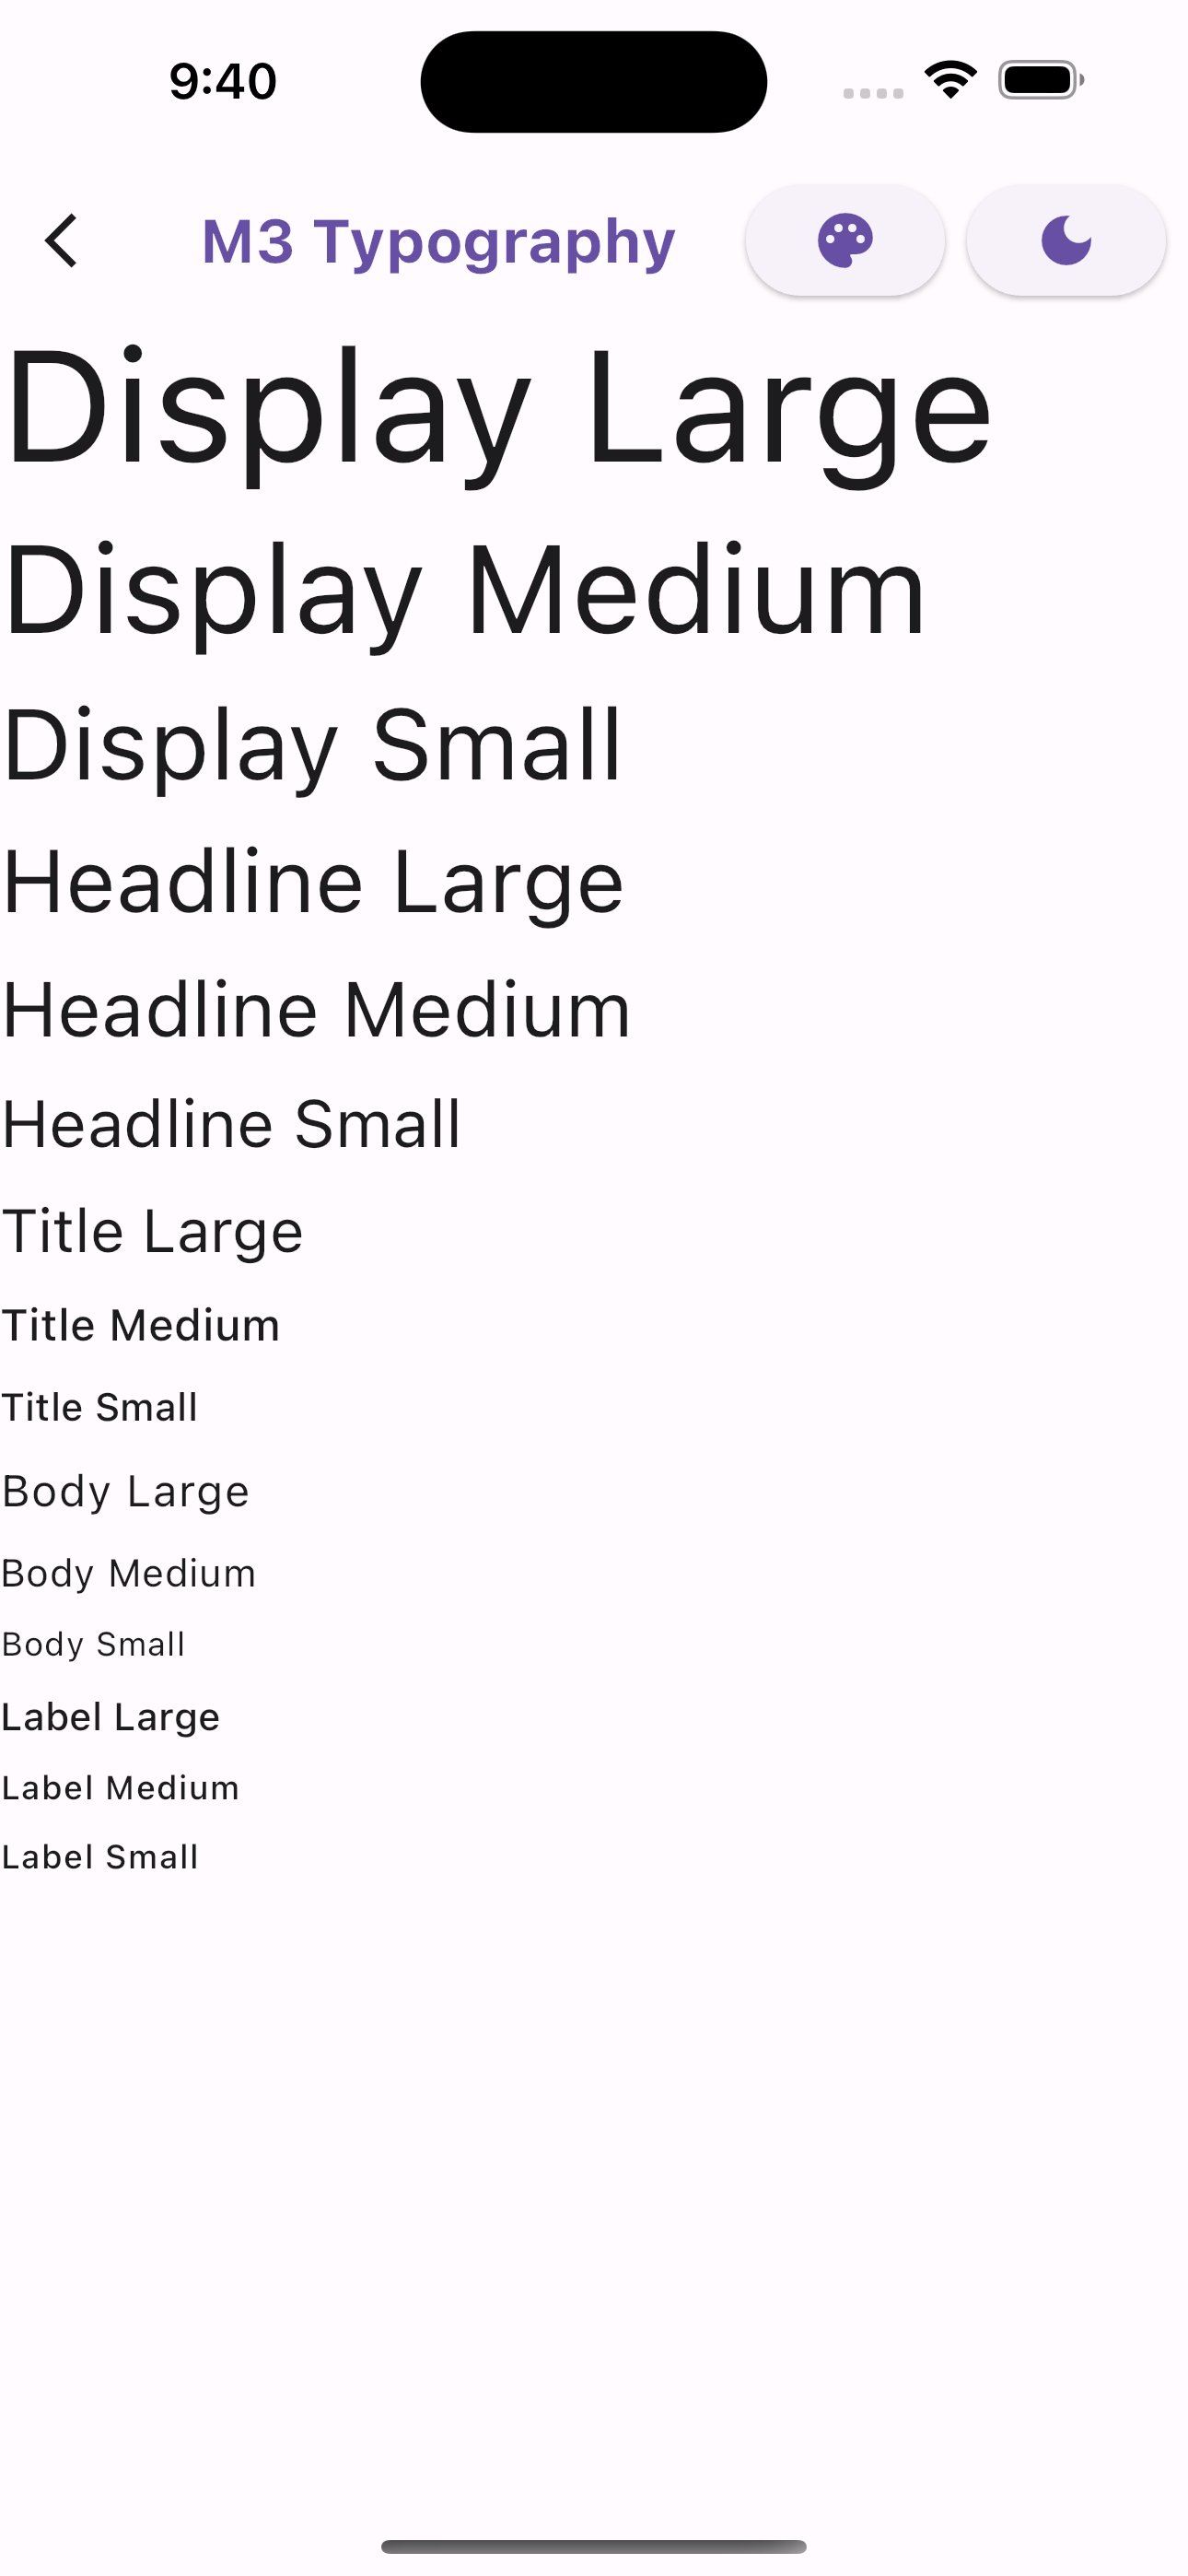 9:40
M3 Typography
Display Large
Display Medium
Display Small
Headline Large
Headline Medium
Headline Small
Title Large
Title Medium
Title Small
Body Large
Body Medium
Body Small
Label Large
Label Medium
Label Small